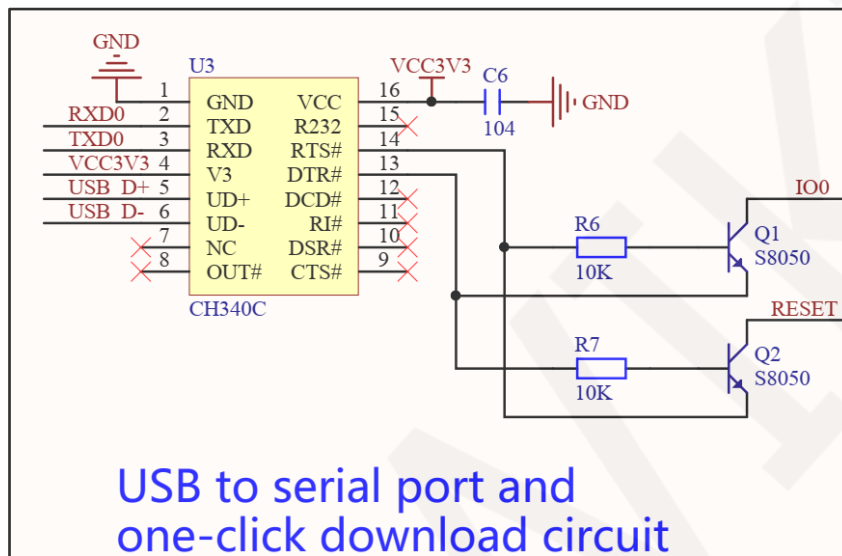 GND
U3
VCC3V3
C6
1
GND
VCC
16
GND
RXD0
2
TXD
R232
15
104
TXD0
3
RXD
RTS#
14
VCC3V3
4
V3
DTR#
13
USB D+
5
UD+
DCD#
12
USB D-
6
UD-
RI#
11
7
NC
DSR#
10
8
OUT#
CTS#
9
CH340C
IO0
R6
Q1
10K
S8050
RESET
R7
Q2
10K
S8050
USB to serial port and
one-click download circuit